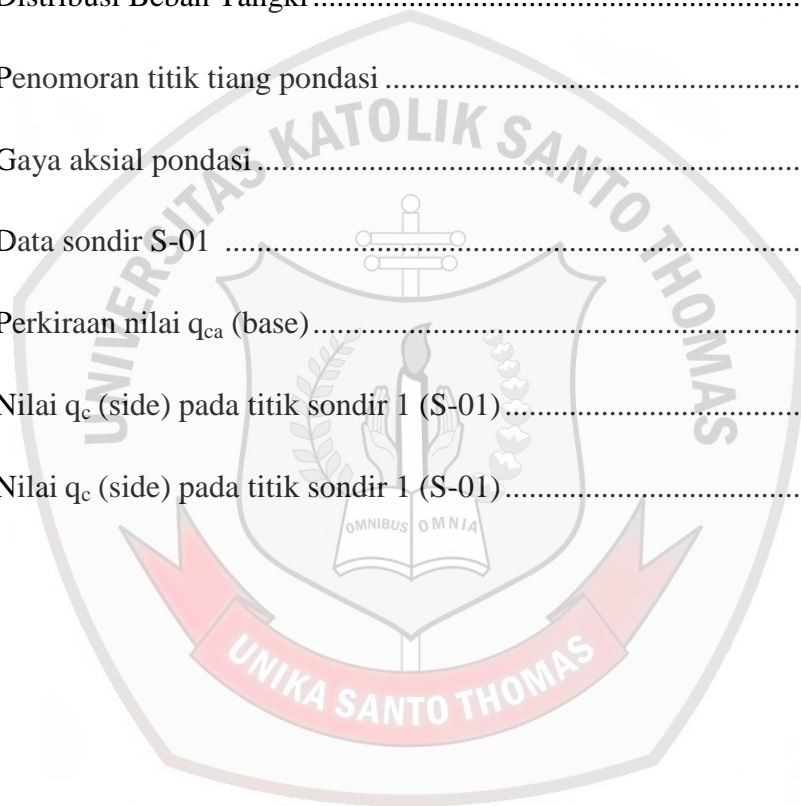 Distribusi Beban Tangki ..............................................................
Penomoran titik tiang pondasi ....................................................
Gaya aksial pondasi .....................................................................
Data sondir S-01 .........................................................................
Perkiraan nilai qca (base) .............................................................
Nilai qc (side) pada titik sondir 1 (S-01) .....................................
Nilai qc (side) pada titik sondir 1 (S-01) .....................................
UNIVERSITAS KATOLIK SANTO THOMAS
OMNIBUS OMNIA
UNIKA SANTO THOMAS